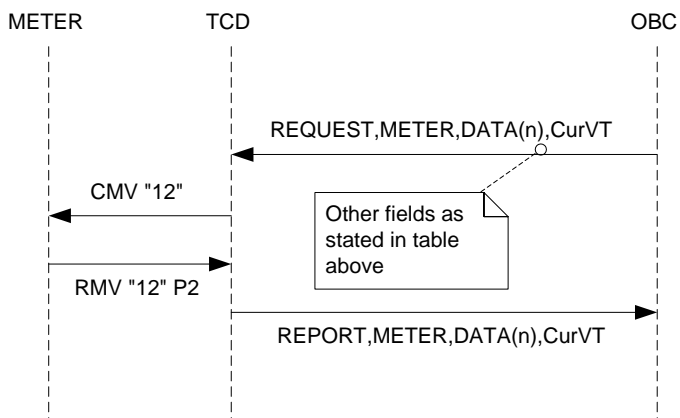 METER
TCD
OBC
REQUEST,METER,DATA(n),CurVT
CMV "12"
Other fields as
stated in table
above
RMV "12" P2
REPORT,METER,DATA(n),CurVT